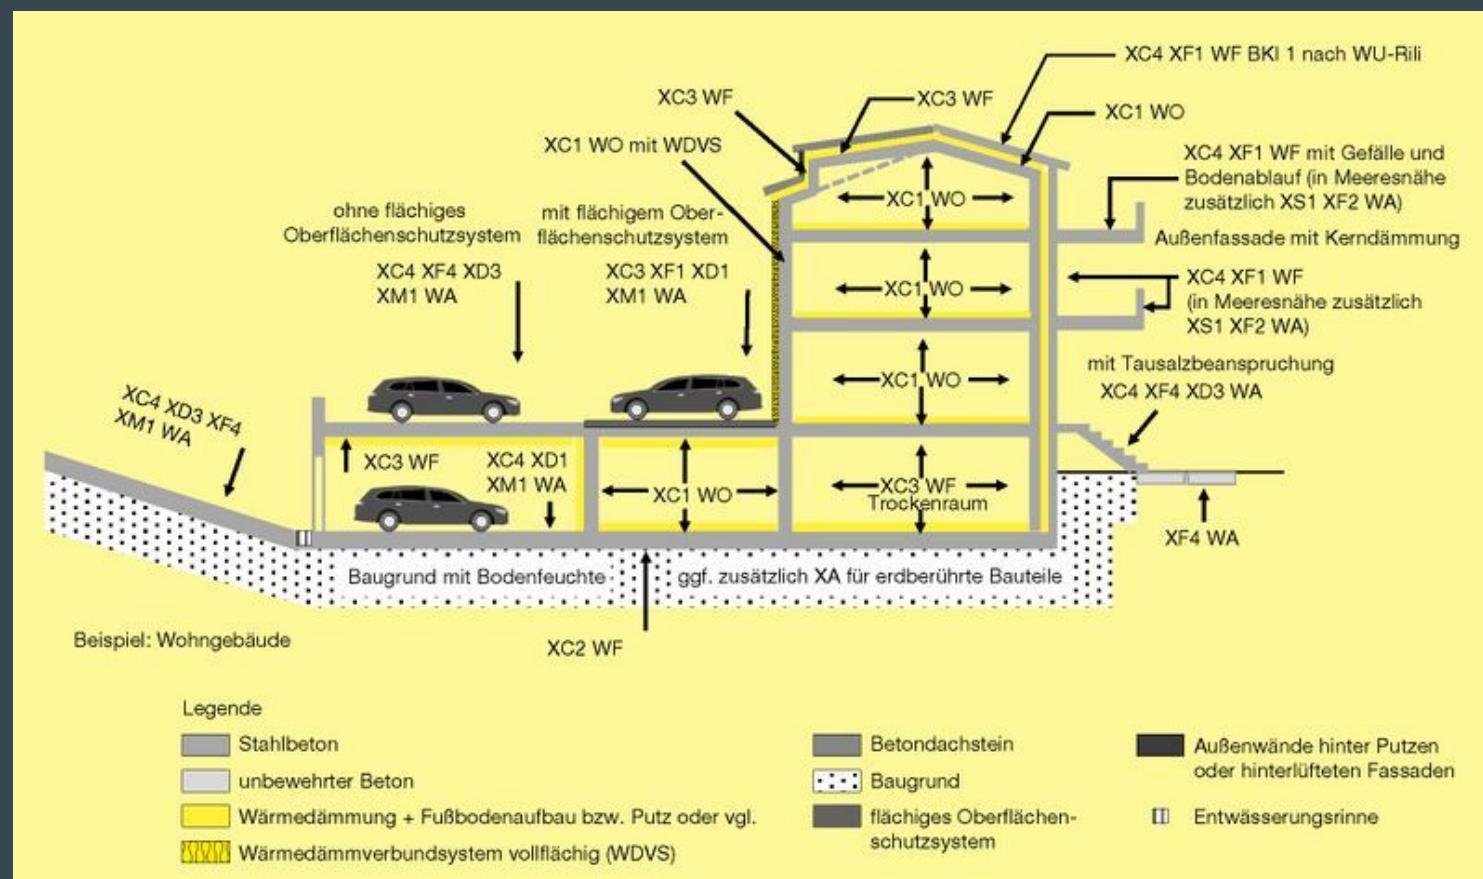 XC4 XF1 WF BKI 1 nach WU-Rili
XC3 WF
XC3 WF
XC1 WO
XC1 WO mit WDVS
XC4 XF1 WF mit Gefälle und
Bodenablauf (in Meeresnähe
zusätzlich XS1 XF2 WA)
XC1 WO
ohne flächiges
Oberflächenschutzsystem
mit flächigem Ober-
flächenschutzsystem
Außenfassade mit Kerndämmung
XC4 XF4 XD3
XM1 WA
XC3 XF1 XD1
XM1 WA
XC1 WO
XC4 XF1 WF
(in Meeresnähe zusätzlich
XS1 XF2 WA)
mit Tausalzbeanspruchung
XC4 XF4 XD3 WA
XC1 WO
XC4 XD3 XF4
XM1 WA
XC3 WF
XC4 XD1
XM1 WA
XC1 WO
XC3 WF
Trockenraum
XF4 WA
Baugrund mit Bodenfeuchte
ggf. zusätzlich XA für erdberührte Bauteile
Beispiel: Wohngebäude
XC2 WF
Legende
Stahlbeton
unbewehrter Beton
Wärmedämmung + Fußbodenaufbau bzw. Putz oder vgl.
Wärmedämmverbundsystem vollflächig (WDVS)
Betondachstein
Baugrund
flächiges Oberflächen-
schutzsystem
Außenwände hinter Putzen
oder hinterlüfteten Fassaden
Entwässerungsrinne